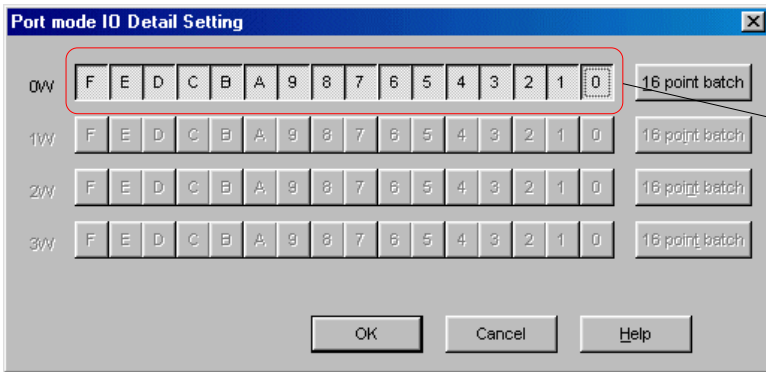 Port mode IO Detail Setting
0W F E D C B A 9 8 7 6 5 4 3 2 1 0 16 point batch
1W F E D C B A 9 8 7 6 5 4 3 2 1 0 16 point batch
2W F E D C B A 9 8 7 6 5 4 3 2 1 0 16 point batch
3W F E D C B A 9 8 7 6 5 4 3 2 1 0 16 point batch
OK Cancel Help